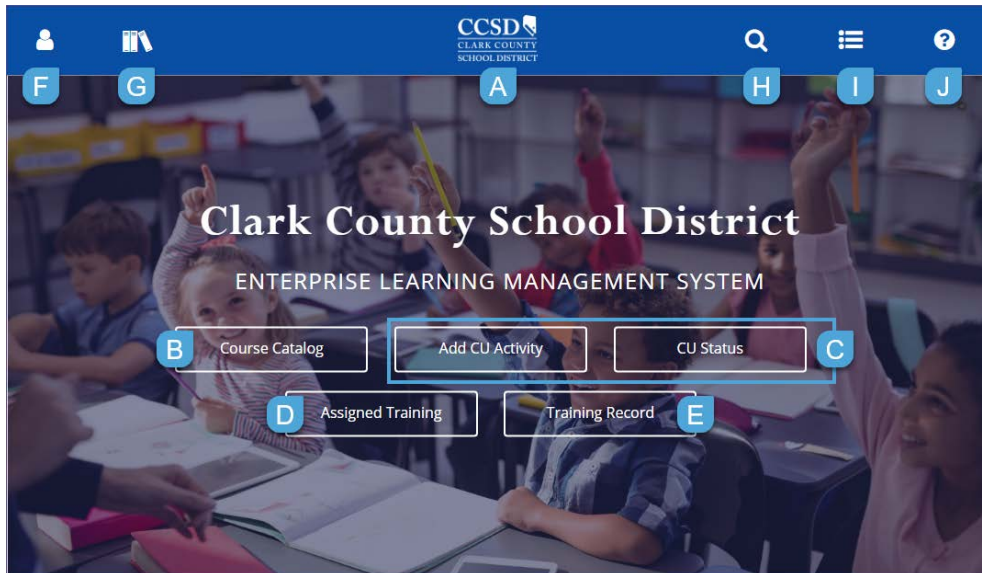 CCSD
CLARK COUNTY
SCHOOL DISTRICT
F
G
A
H
I
J
Clark County School District
ENTERPRISE LEARNING MANAGEMENT SYSTEM
B
Course Catalog
Add CU Activity
CU Status
C
D
Assigned Training
Training Record
E